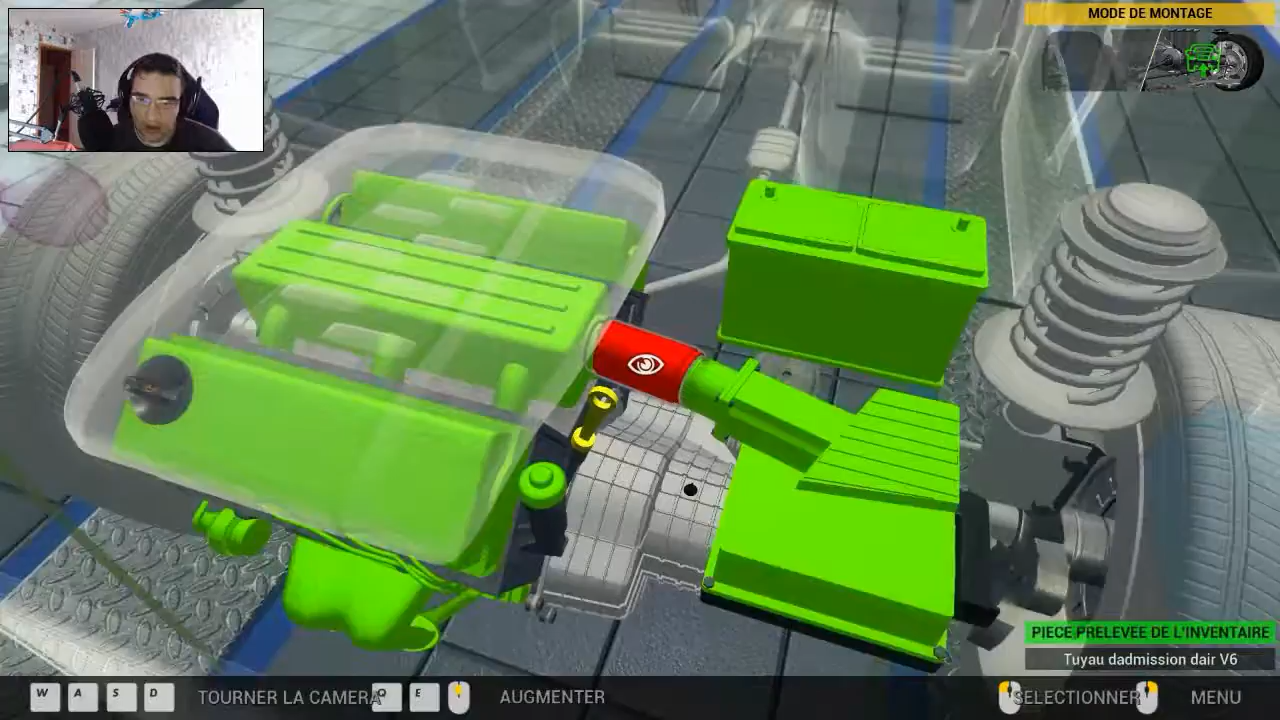 MODE DE MONTAGE
PIECE PRELEVEE DE L'INVENTAIRE
Tuyau dadmission dair V6
W A S D TOURNER LA CAMERA Q E AUGMENTER SELECTIONNER MENU